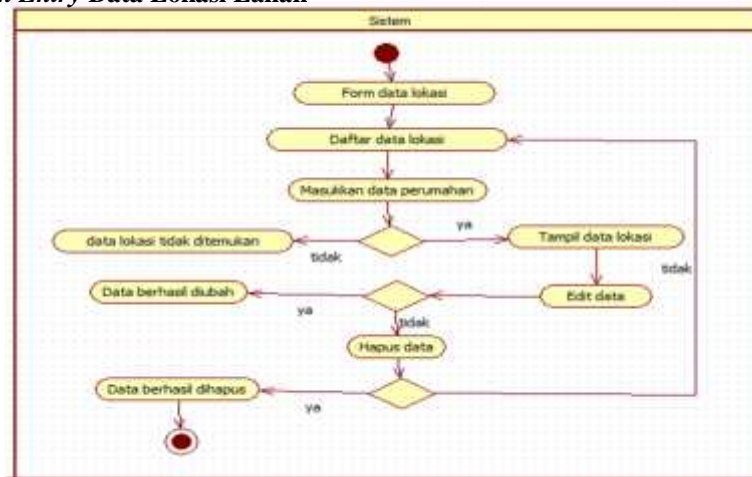 Entry Data Lokasi Lahan
Sistem
Form data lokasi
Daftar data lokasi
Masukkan data perumahan
ya
data lokasi tidak ditemukan
Tampil data lokasi
tidak
tidak
Data berhasil diubah
Edit data
ya
tidak
Hapus data
Data berhasil dihapus
ya